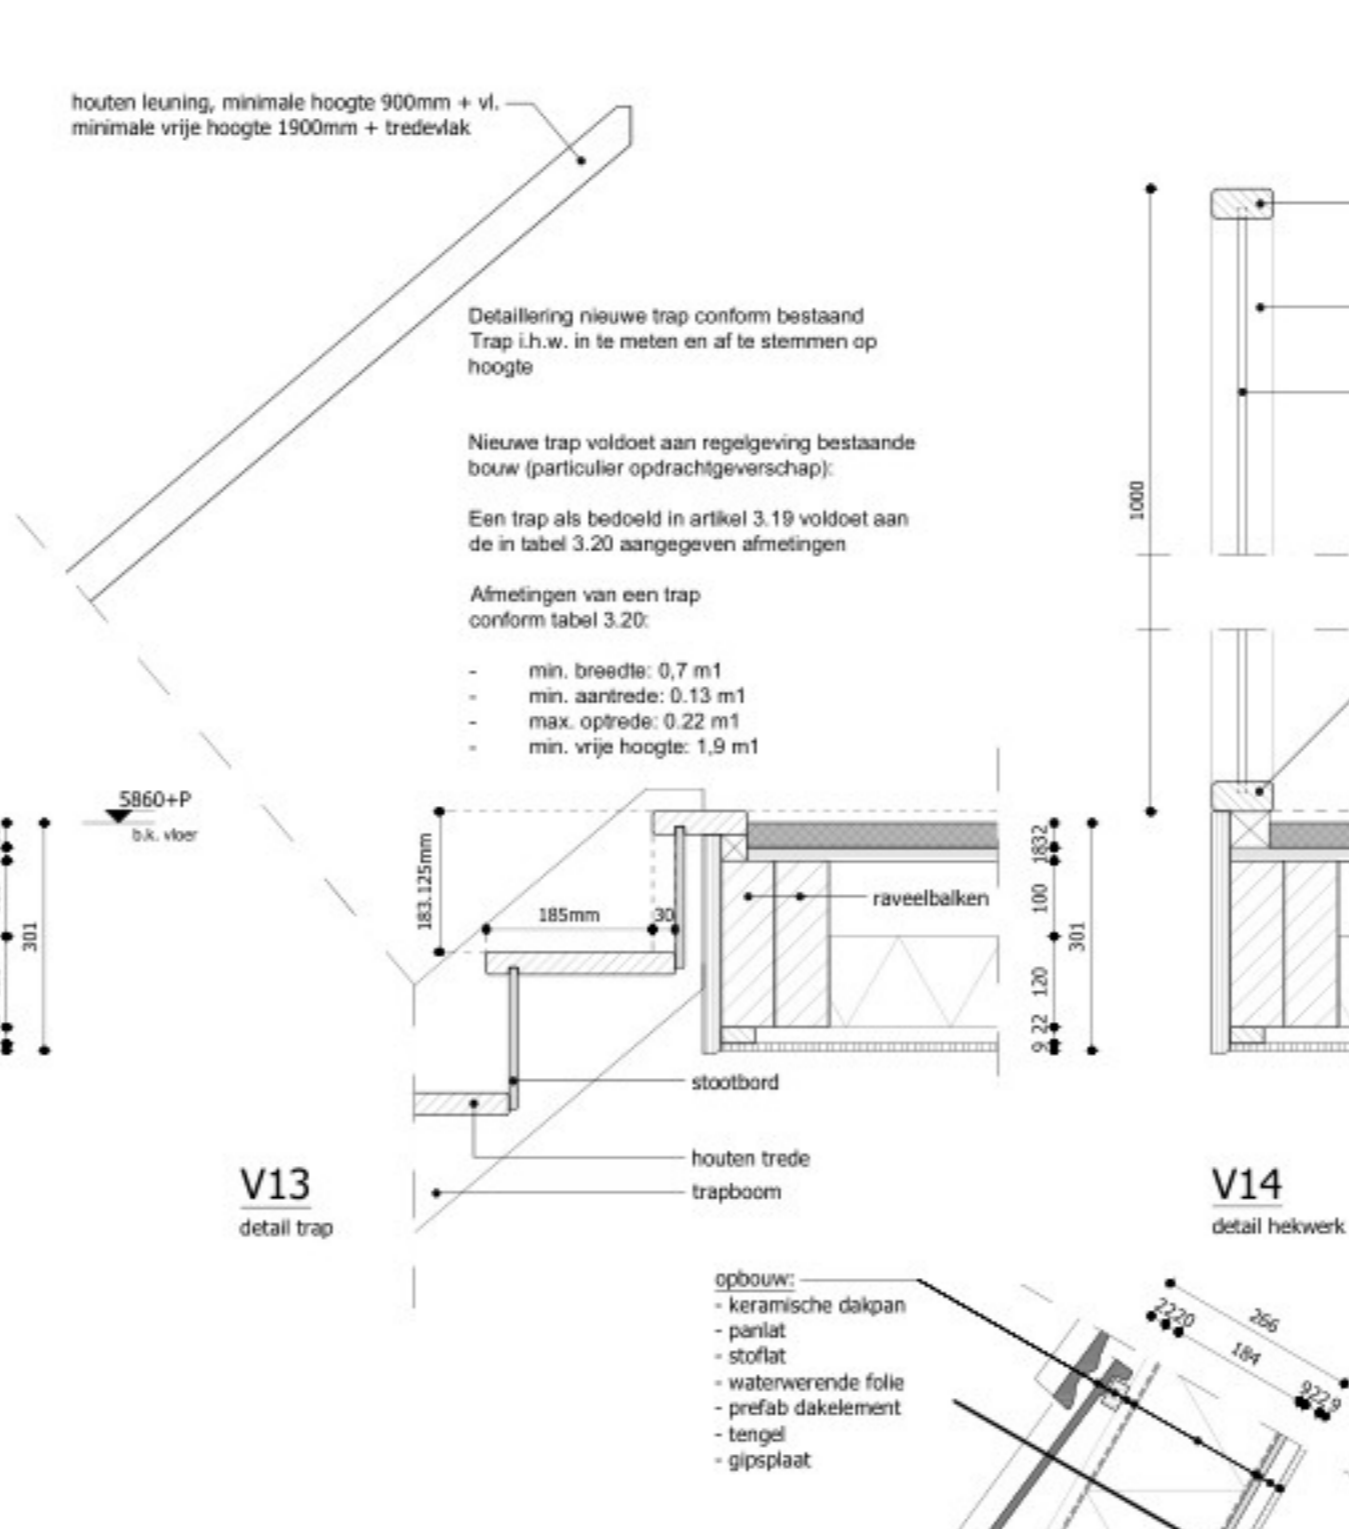 houten leuning, minimale hoogte 900mm + vl.
minimale vrije hoogte 1900mm + tredevlak
Detaillering nieuwe trap conform bestaand
Trap i.h.w. in te meten en af te stemmen op
hoogte
Nieuwe trap voldoet aan regelgeving bestaande
bouw (particulier opdrachtgeverschap):
Een trap als bedoeld in artikel 3.19 voldoet aan
de in tabel 3.20 aangegeven afmetingen
Afmetingen van een trap
conform tabel 3.20:
- min. breedte: 0,7 m1
- min. aantrede: 0.13 m1
- max. optrede: 0.22 m1
- min. vrije hoogte: 1,9 m1
1000
5860+P
b.k. vloer
301
183.125mm
185mm
30
raveelbalken
1832
100
120
22
9
301
stootbord
houten trede
trapboom
V13
detail trap
V14
detail hekwerk
opbouw:
- keramische dakpan
- panlat
- stoflat
- waterwerende folie
- prefab dakelement
- tengel
- gipsplaat
2220
266
184
9229